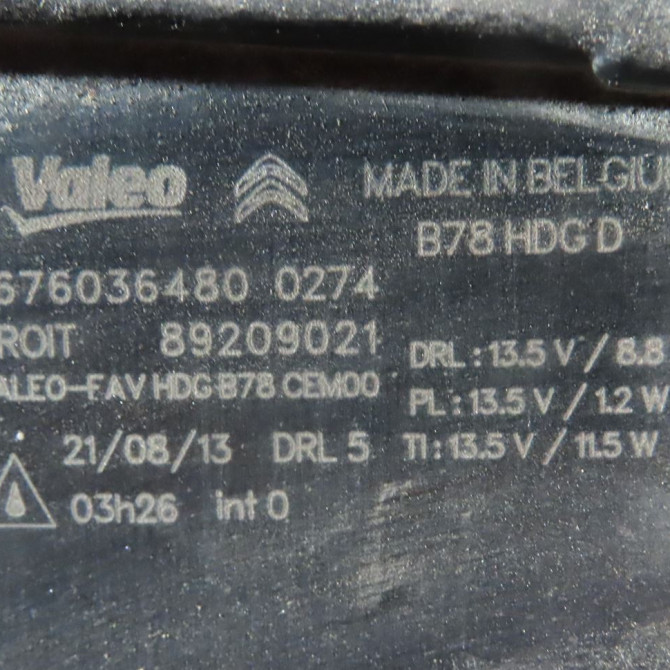 Valeo MADE IN BELGIU
B78 HDG D
676036480 0274
ROIT 89209021
DRL : 13.5 V / 8.8
ALEO-FAV HDG B78 CEM00
PL : 13.5 V / 1.2 W
21/08/13 DRL 5
TI : 13.5 V / 11.5 W
03h26 int 0